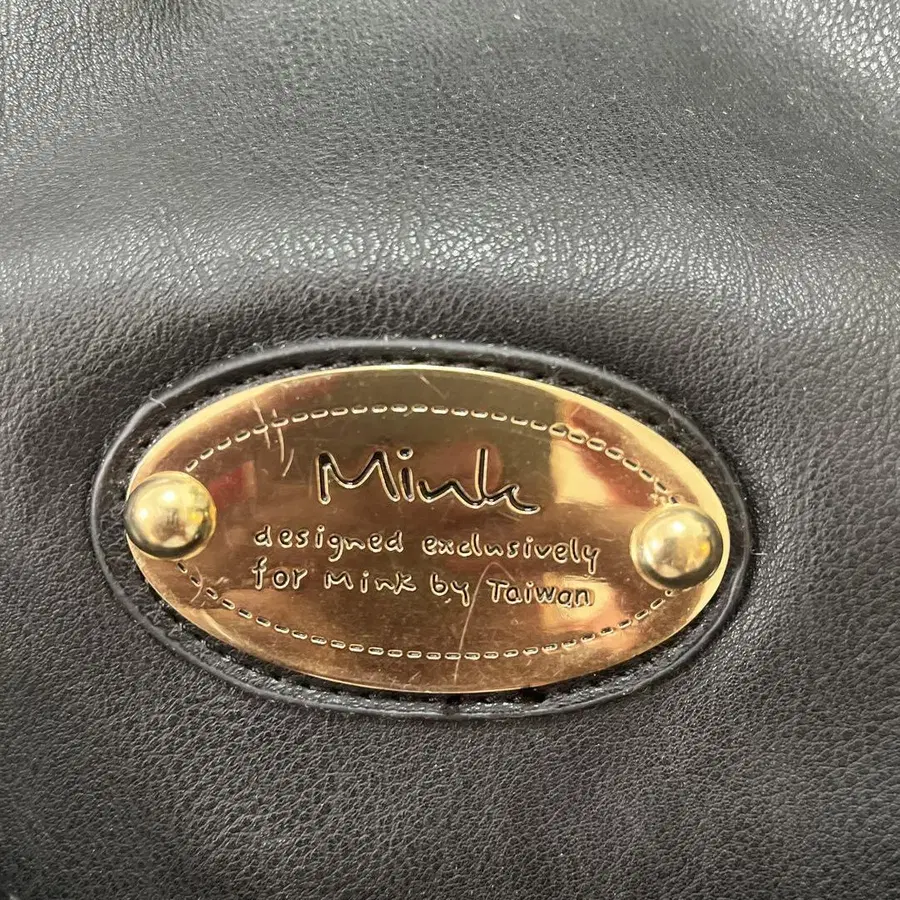 Mink
designed exclusively
for Mink by Taiwan